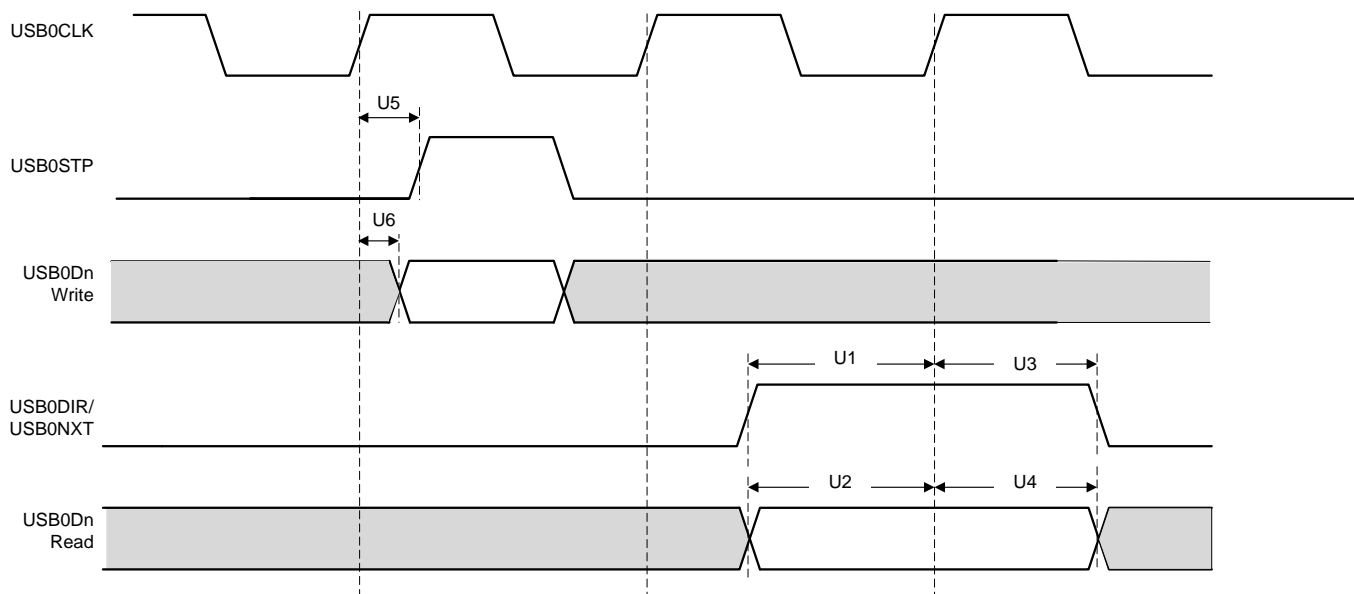 USB0CLK
U5
USB0STP
U6
USB0Dn
Write
U1
U3
USB0DIR/
USB0NXT
U2
U4
USB0Dn
Read